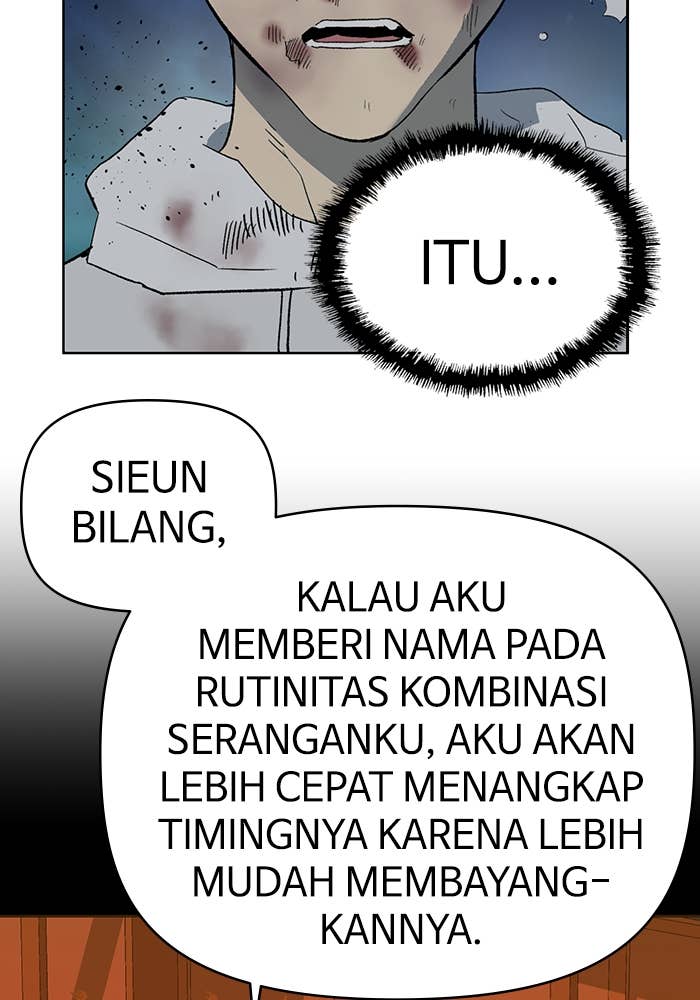 ITU...
SIEUN
BILANG,
KALAU AKU
MEMBERI NAMA PADA
RUTINITAS KOMBINASI
SERANGANKU, AKU AKAN
LEBIH CEPAT MENANGKAP
TIMINGNYA KARENA LEBIH
MUDAH MEMBAYANG-
KANNYA.